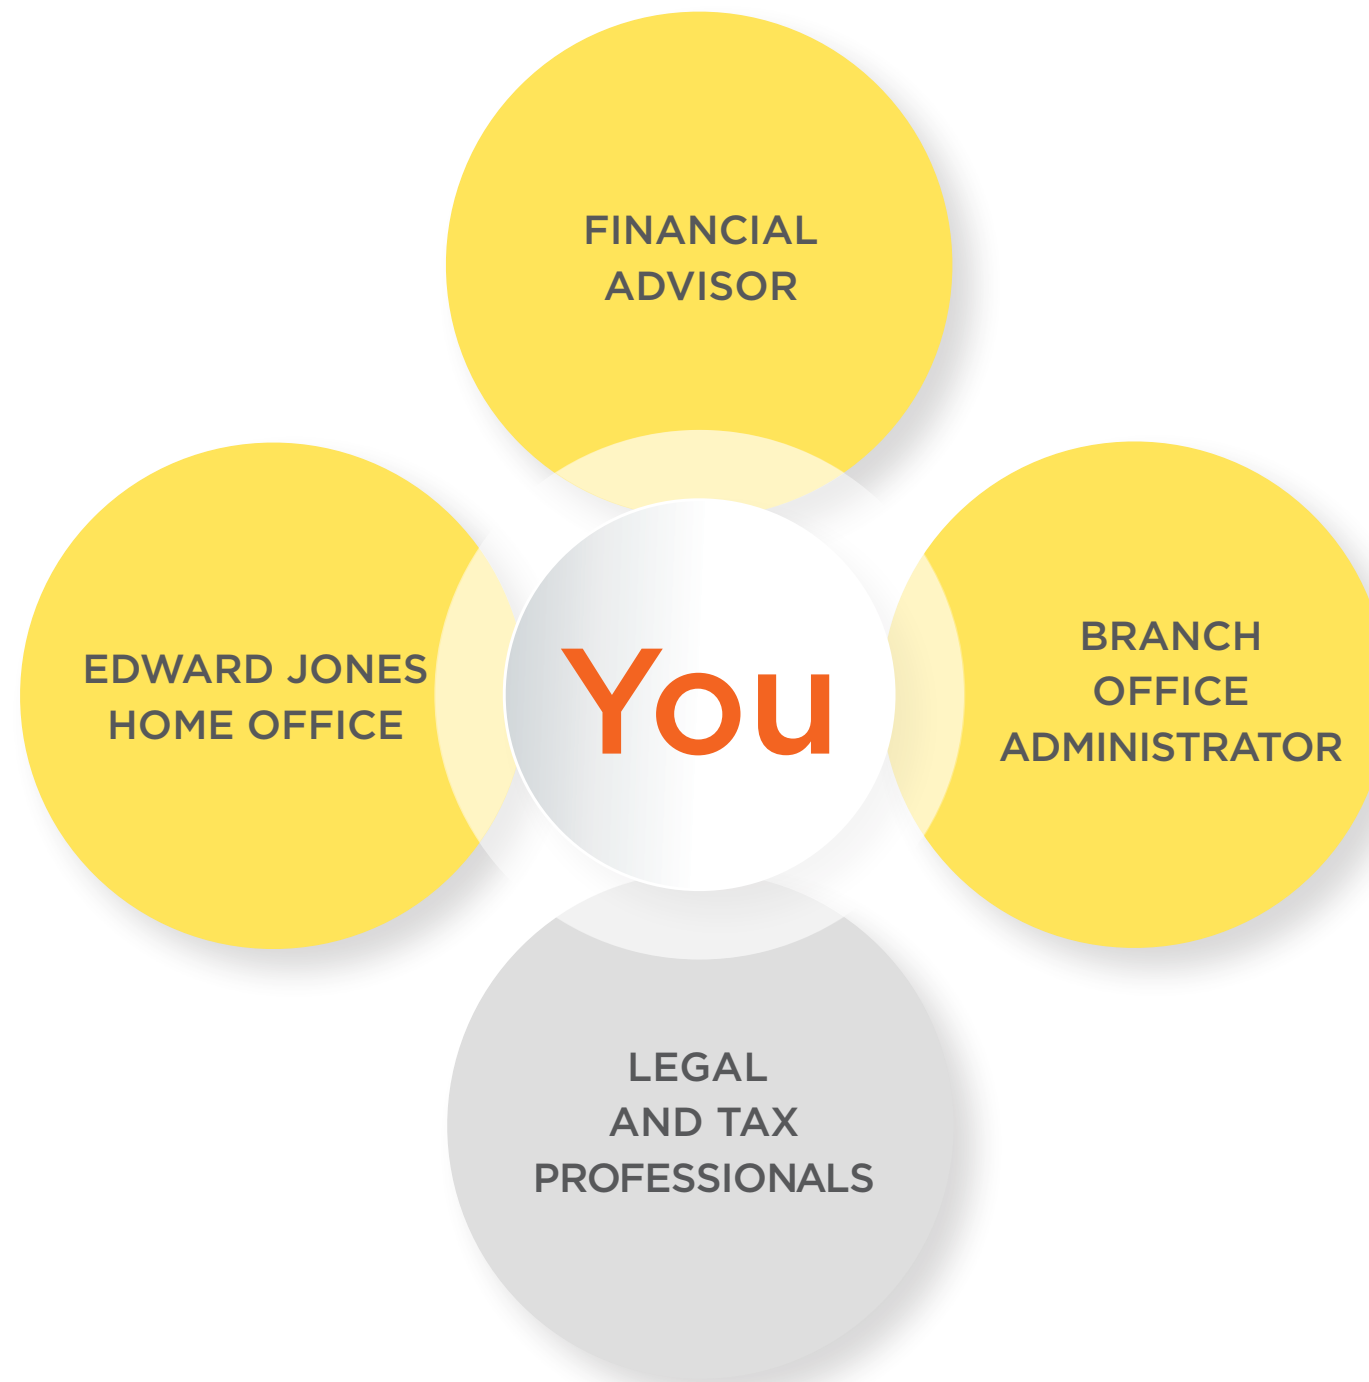 FINANCIAL
ADVISOR
EDWARD JONES
HOME OFFICE
You
BRANCH
OFFICE
ADMINISTRATOR
LEGAL
AND TAX
PROFESSIONALS